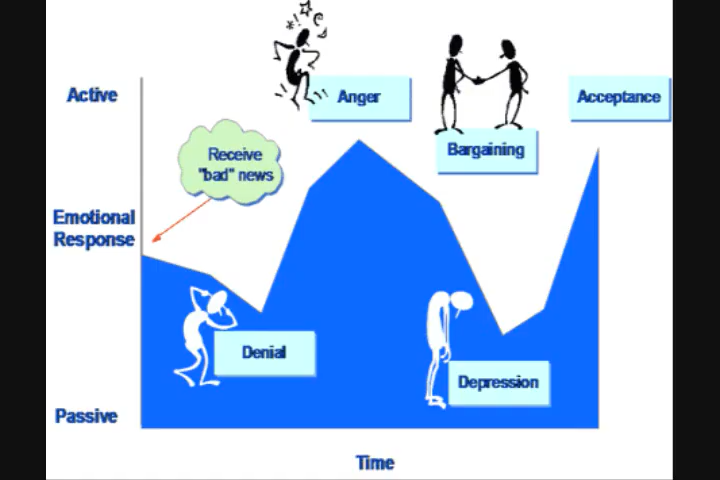 Active
Anger
Acceptance
Bargaining
Receive
"bad" news
Emotional
Response
Denial
Depression
Passive
Time